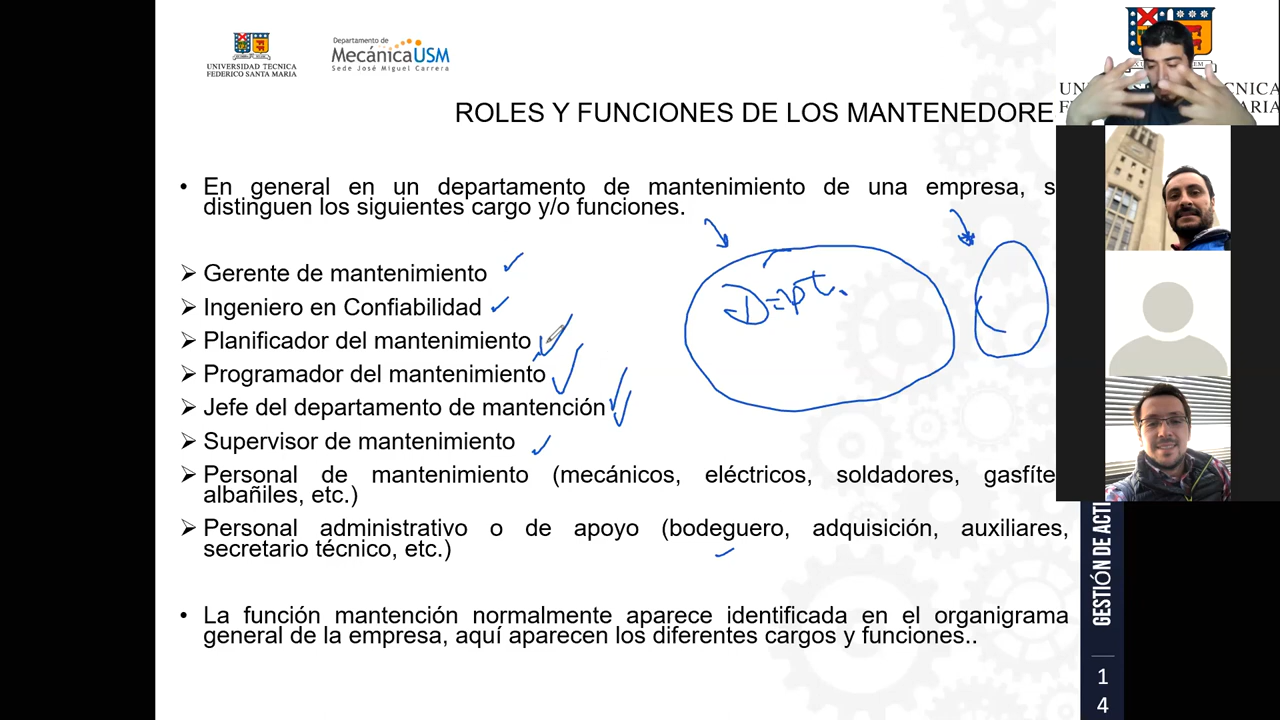 UNIVERSIDAD TECNICA
FEDERICO SANTA MARIA
Departamento de
MecánicaUSM
Sede José Miguel Carrera
ROLES Y FUNCIONES DE LOS MANTENEDORE
• En general en un departamento de mantenimiento de una empresa, s
distinguen los siguientes cargo y/o funciones.
Gerente de mantenimiento
Ingeniero en Confiabilidad
Planificador del mantenimiento
Programador del mantenimiento
Jefe del departamento de mantención
Supervisor de mantenimiento
Personal de mantenimiento (mecánicos, eléctricos, soldadores, gasfíte
albañiles, etc.)
Personal administrativo o de apoyo (bodeguero, adquisición, auxiliares,
secretario técnico, etc.)
• La función mantención normalmente aparece identificada en el organigrama
general de la empresa, aquí aparecen los diferentes cargos y funciones..
Dept.
GESTIÓN DE ACTI
1
4